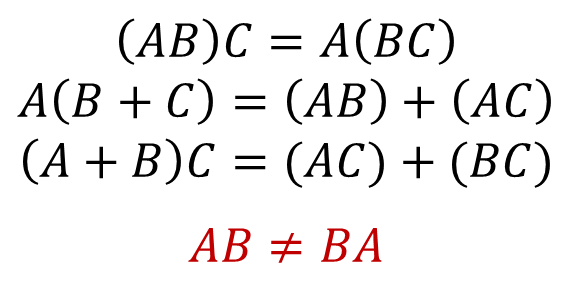 (AB)C = A(BC)
A(B + C) = (AB) + (AC)
(A + B)C = (AC) + (BC)
AB ≠ BA